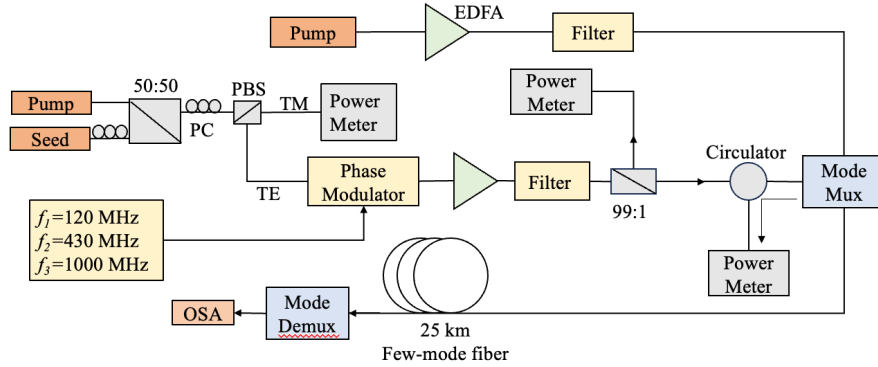 EDFA
Pump
Filter
50:50
PBS
Pump
TM
Power
Meter
Power
Meter
Seed
PC
Circulator
Phase
Modulator
Filter
Mode
Mux
TE
99:1
f₁=120 MHz
f₂=430 MHz
f₃=1000 MHz
Power
Meter
OSA
Mode
Demux
25 km
Few-mode fiber